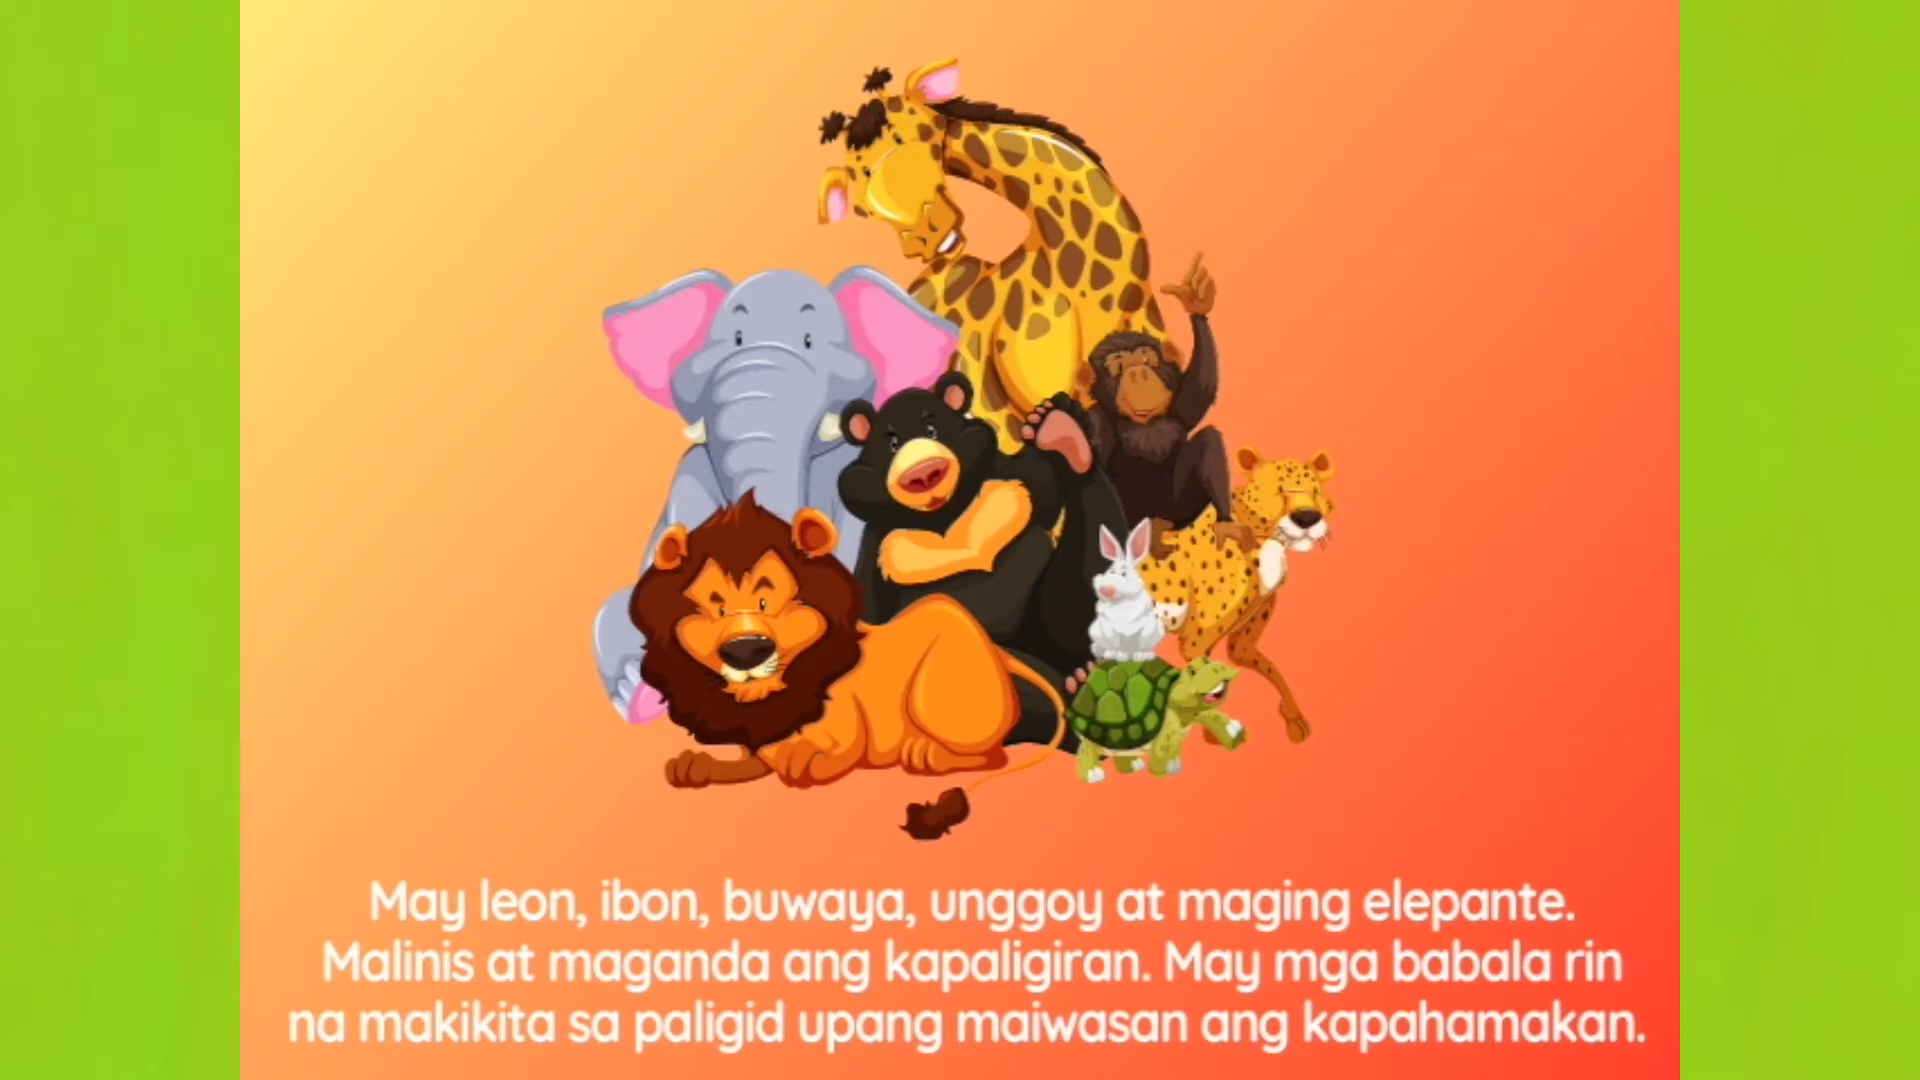 May leon, ibon, buwaya, unggoy at maging elepante.
Malinis at maganda ang kapaligiran. May mga babala rin
na makikita sa paligid upang maiwasan ang kapahamakan.